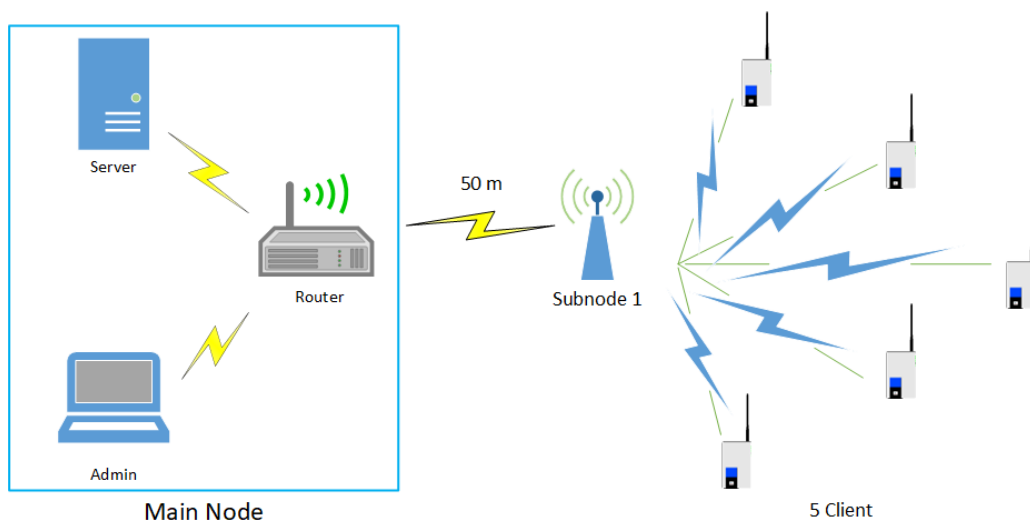 Server
50 m
Router
Subnode 1
Admin
Main Node
5 Client